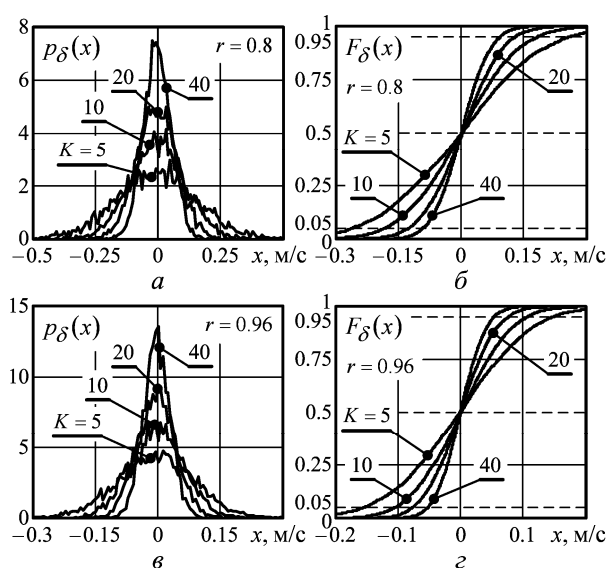 8
6
4
2
0
p_δ(x)
r = 0.8
20
40
10
K = 5
−0.5
−0.25
0
0.25
x, м/с
а
1
0.95
0.75
0.5
0.25
0.05
0
F_δ(x)
r = 0.8
20
K = 5
10
40
−0.3
−0.15
0
0.15
x, м/с
б
15
10
5
0
p_δ(x)
r = 0.96
20
40
10
K = 5
−0.3
−0.15
0
0.15
x, м/с
в
1
0.95
0.75
0.5
0.25
0.05
0
F_δ(x)
r = 0.96
20
K = 5
10
40
−0.2
−0.1
0
0.1
x, м/с
г